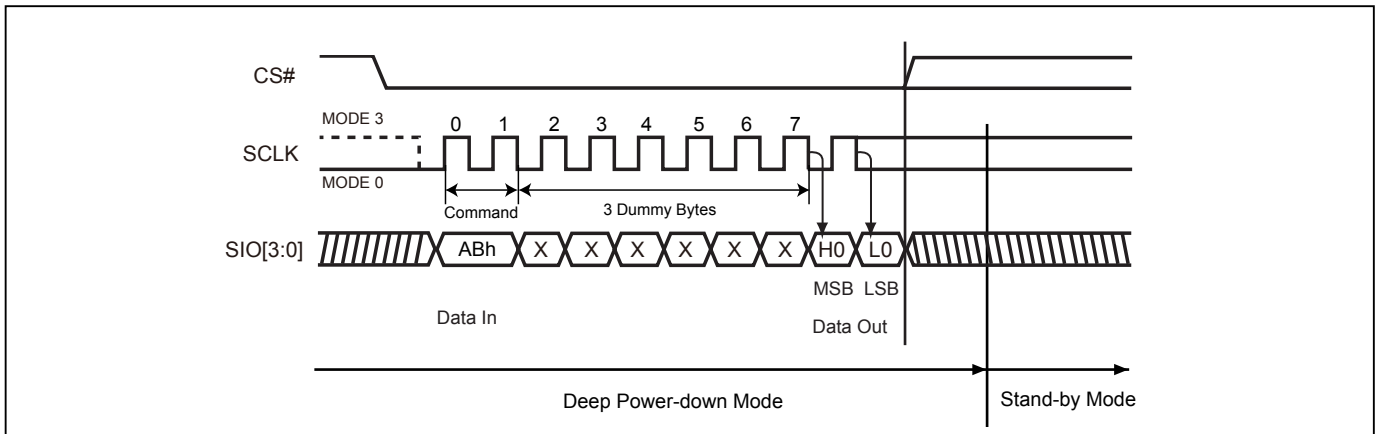 CS#
MODE 3
0 1 2 3 4 5 6 7
SCLK
MODE 0
Command
3 Dummy Bytes
SIO[3:0]
ABh X X X X X X H0 L0
MSB LSB
Data In
Data Out
Deep Power-down Mode
Stand-by Mode